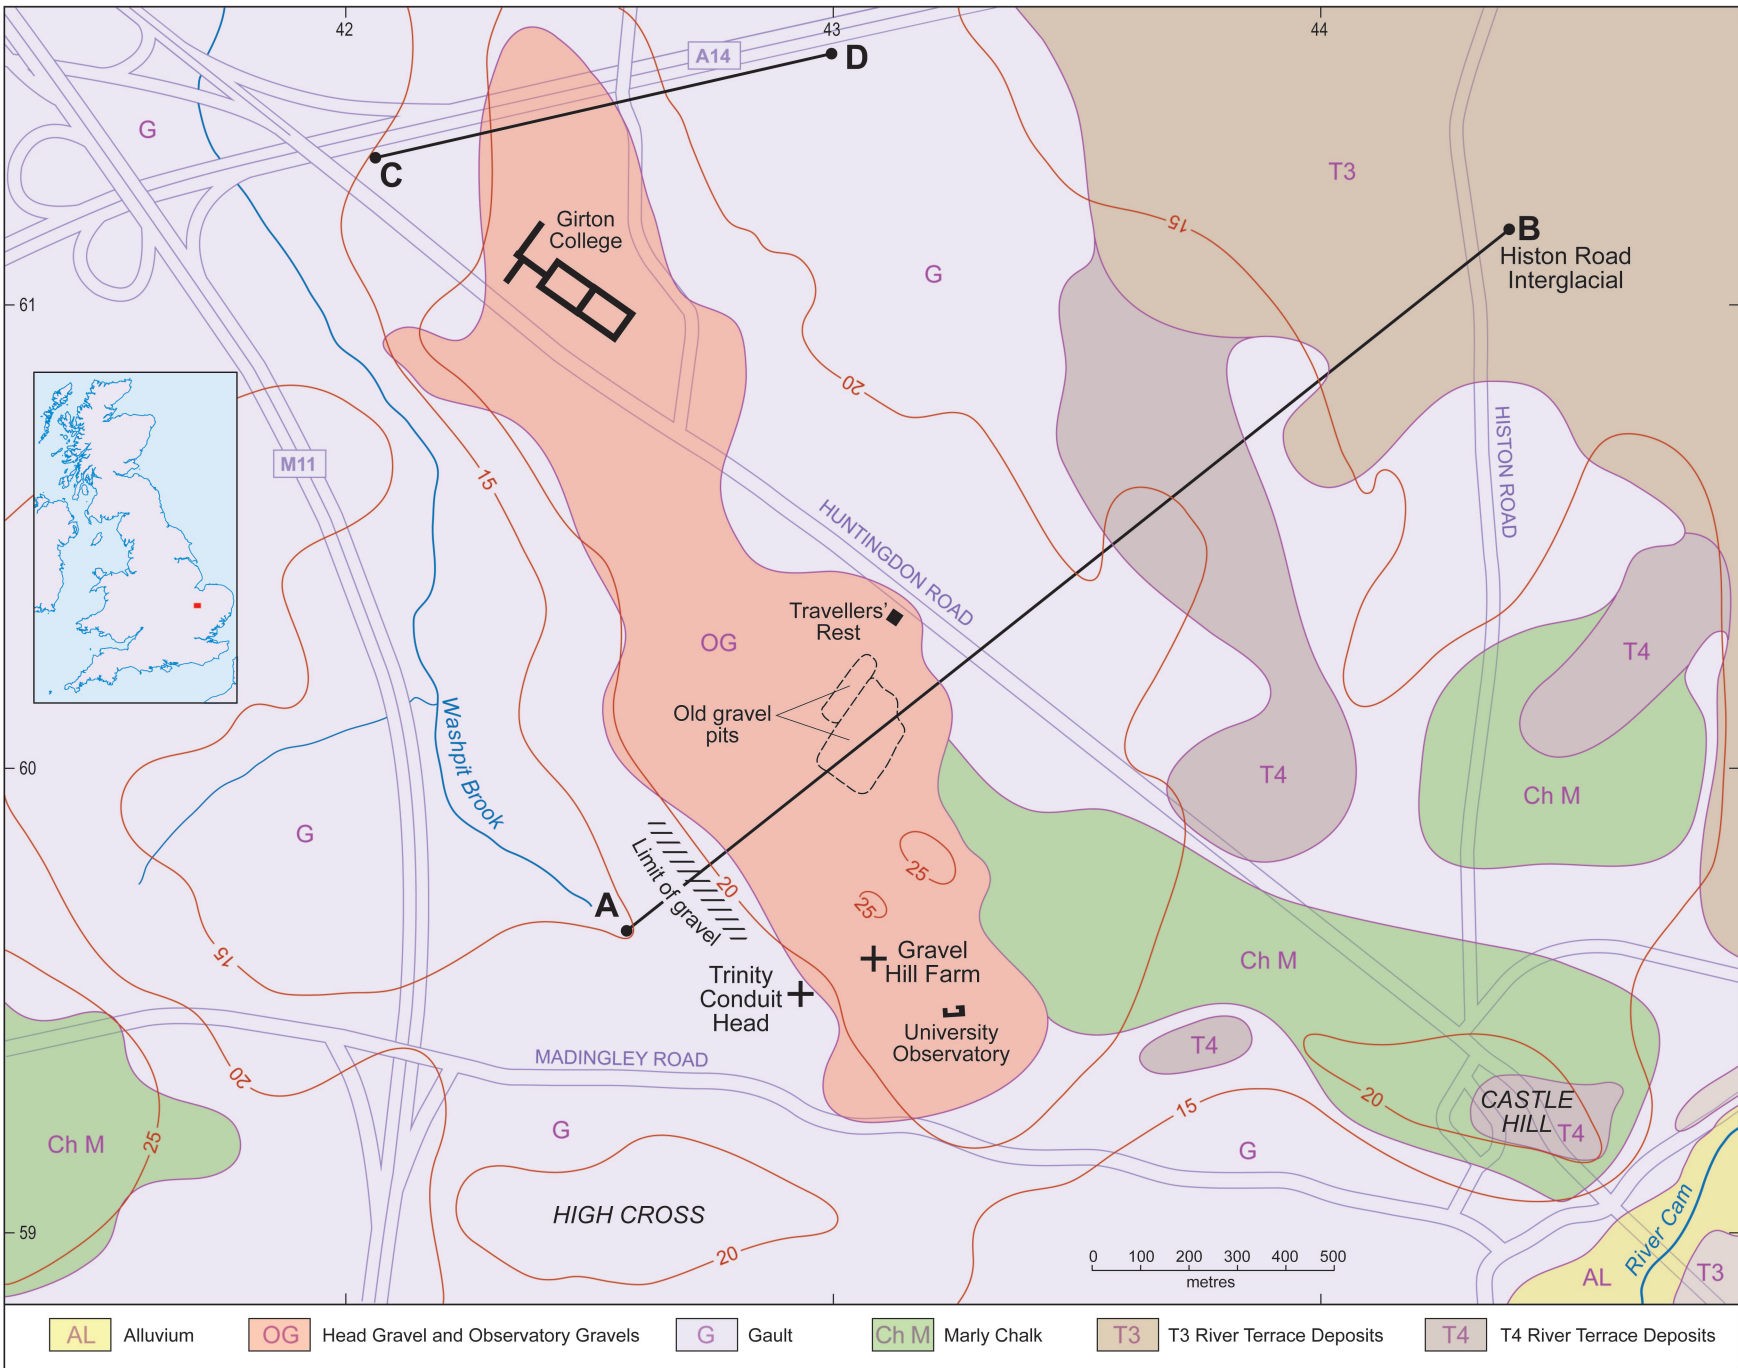 42
43
44
A14
D
G
C
T3
15
Girton
College
B
Histon Road
Interglacial
G
61
20
M11
15
HISTON ROAD
HUNTINGDON ROAD
Travellers'
Rest
OG
T4
Old gravel
pits
Washpit Brook
60
T4
Ch M
G
Limit of gravel
A
20
25
25
15
Gravel
Hill Farm
Ch M
Trinity
Conduit
Head
University
Observatory
T4
MADINGLEY ROAD
20
20
15
CASTLE
HILL
T4
G
25
Ch M
G
HIGH CROSS
59
20
River Cam
0 100 200 300 400 500
metres
AL
T3
AL Alluvium
OG Head Gravel and Observatory Gravels
G Gault
Ch M Marly Chalk
T3 T3 River Terrace Deposits
T4 T4 River Terrace Deposits